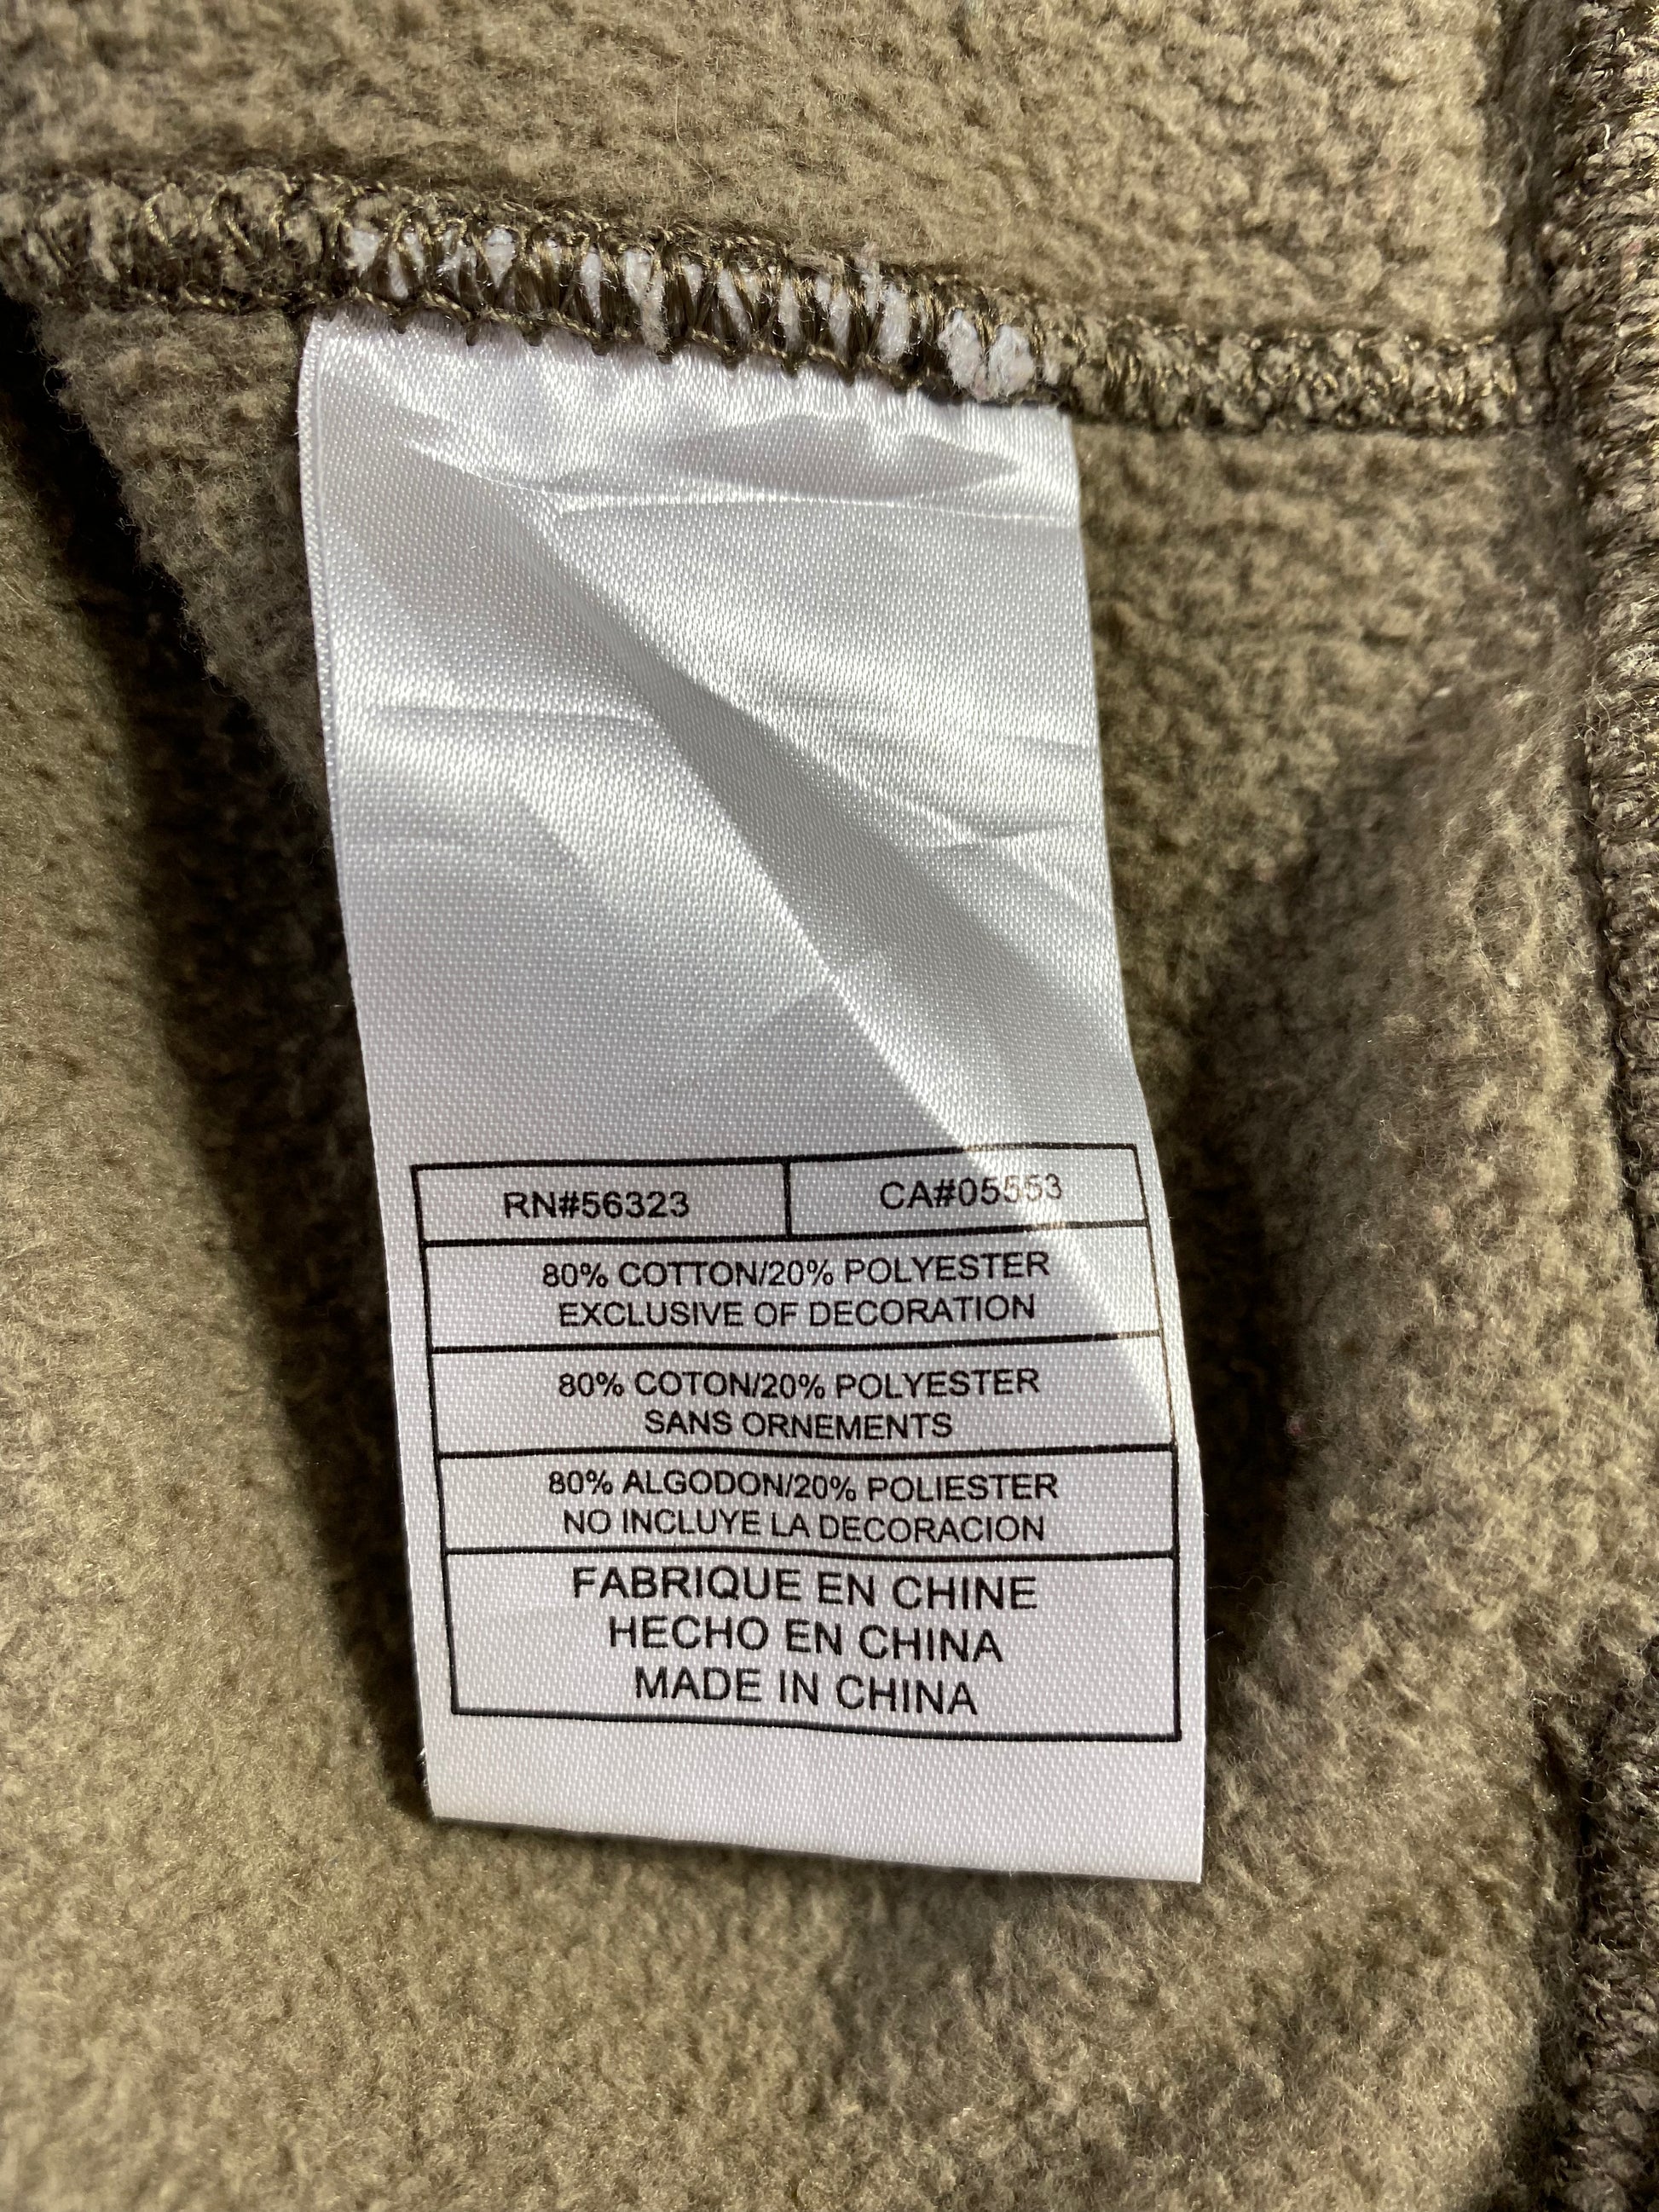 RN#56323 CA#05553
80% COTTON/20% POLYESTER
EXCLUSIVE OF DECORATION
80% COTON/20% POLYESTER
SANS ORNEMENTS
80% ALGODON/20% POLIESTER
NO INCLUYE LA DECORACION
FABRIQUE EN CHINE
HECHO EN CHINA
MADE IN CHINA